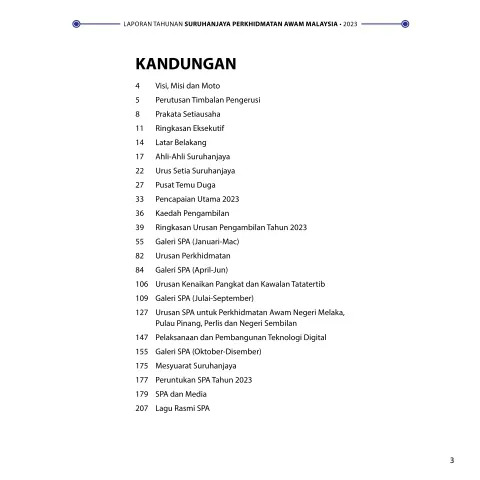 LAPORAN TAHUNAN SURUHANJAYA PERKHIDMATAN AWAM MALAYSIA • 2023
KANDUNGAN
4 Visi, Misi dan Moto
5 Perutusan Timbalan Pengerusi
8 Prakata Setiausaha
11 Ringkasan Eksekutif
14 Latar Belakang
17 Ahli-Ahli Suruhanjaya
22 Urus Setia Suruhanjaya
27 Pusat Temu Duga
33 Pencapaian Utama 2023
36 Kaedah Pengambilan
39 Ringkasan Urusan Pengambilan Tahun 2023
55 Galeri SPA (Januari-Mac)
82 Urusan Perkhidmatan
84 Galeri SPA (April-Jun)
106 Urusan Kenaikan Pangkat dan Kawalan Tatatertib
109 Galeri SPA (Julai-September)
127 Urusan SPA untuk Perkhidmatan Awam Negeri Melaka,
Pulau Pinang, Perlis dan Negeri Sembilan
147 Pelaksanaan dan Pembangunan Teknologi Digital
155 Galeri SPA (Oktober-Disember)
175 Mesyuarat Suruhanjaya
177 Peruntukan SPA Tahun 2023
179 SPA dan Media
207 Lagu Rasmi SPA
3